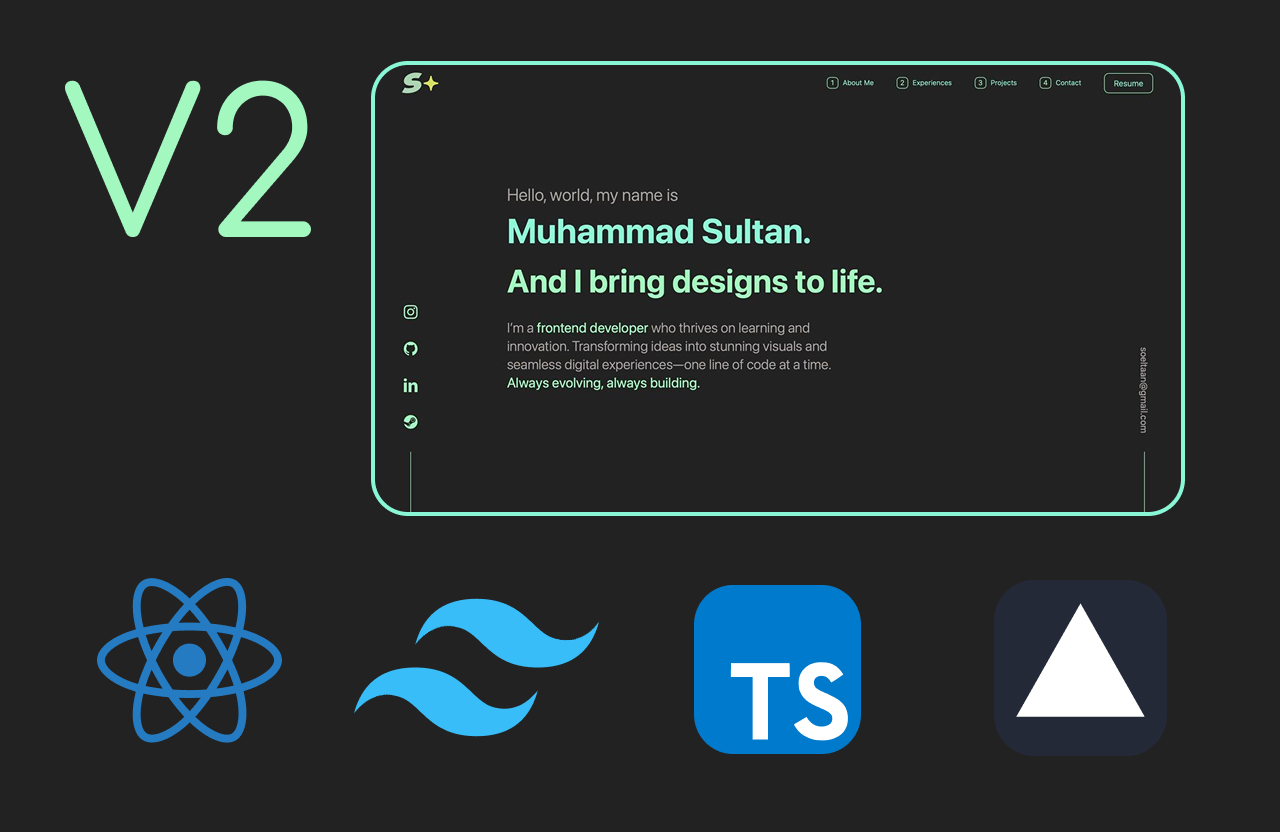 V2
S
1 About Me 2 Experiences 3 Projects 4 Contact Resume
Hello, world, my name is
Muhammad Sultan.
And I bring designs to life.
I'm a frontend developer who thrives on learning and
innovation. Transforming ideas into stunning visuals and
seamless digital experiences—one line of code at a time.
Always evolving, always building.
in
soeltaan@gmail.com
TS